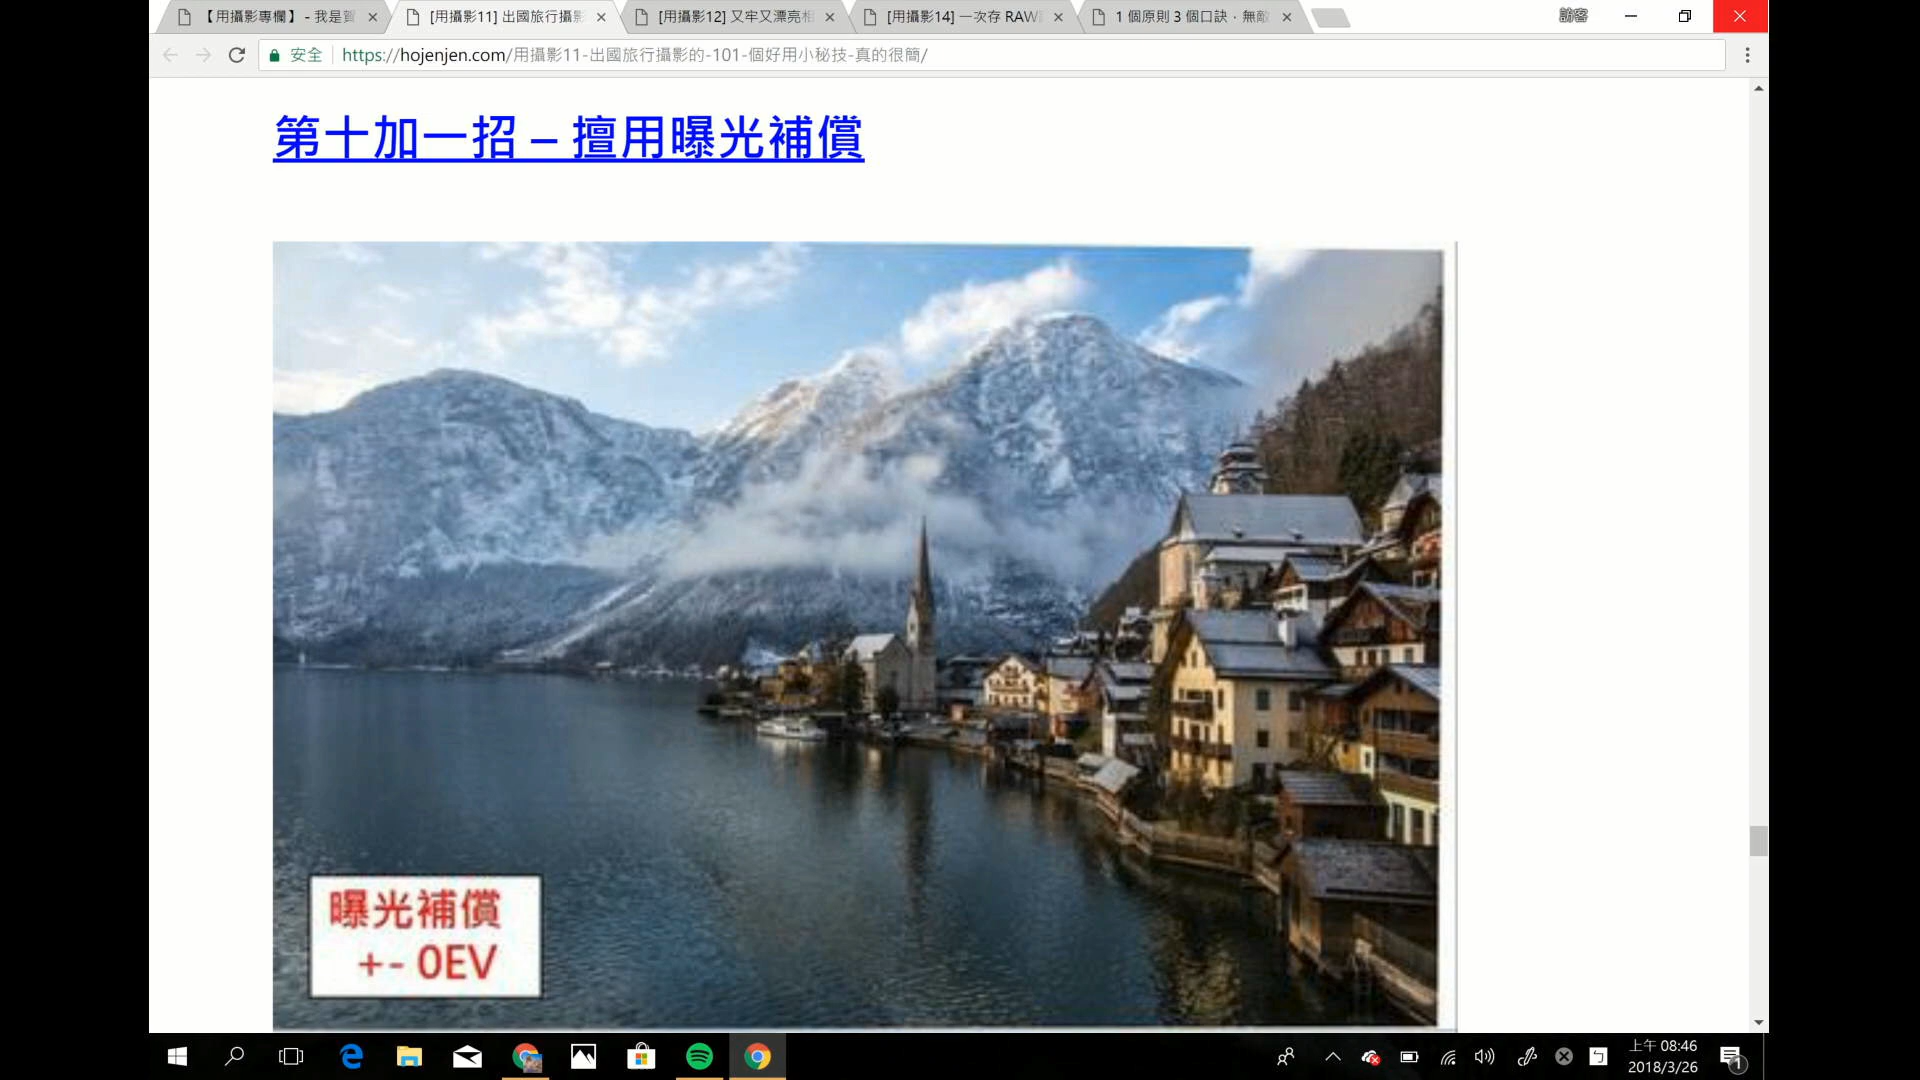 【用攝影專欄】 - 我是賀
[用攝影11] 出國旅行攝影
[用攝影12] 又牢又漂亮相
[用攝影14] 一次存 RAW
1 個原則 3 個口訣，無敵
訪客
安全
https://hojenjen.com/用攝影11-出國旅行攝影的-101-個好用小秘技-真的很簡/
第十加一招 – 擅用曝光補償
曝光補償
+- 0EV
上午 08:46
2018/3/26
1